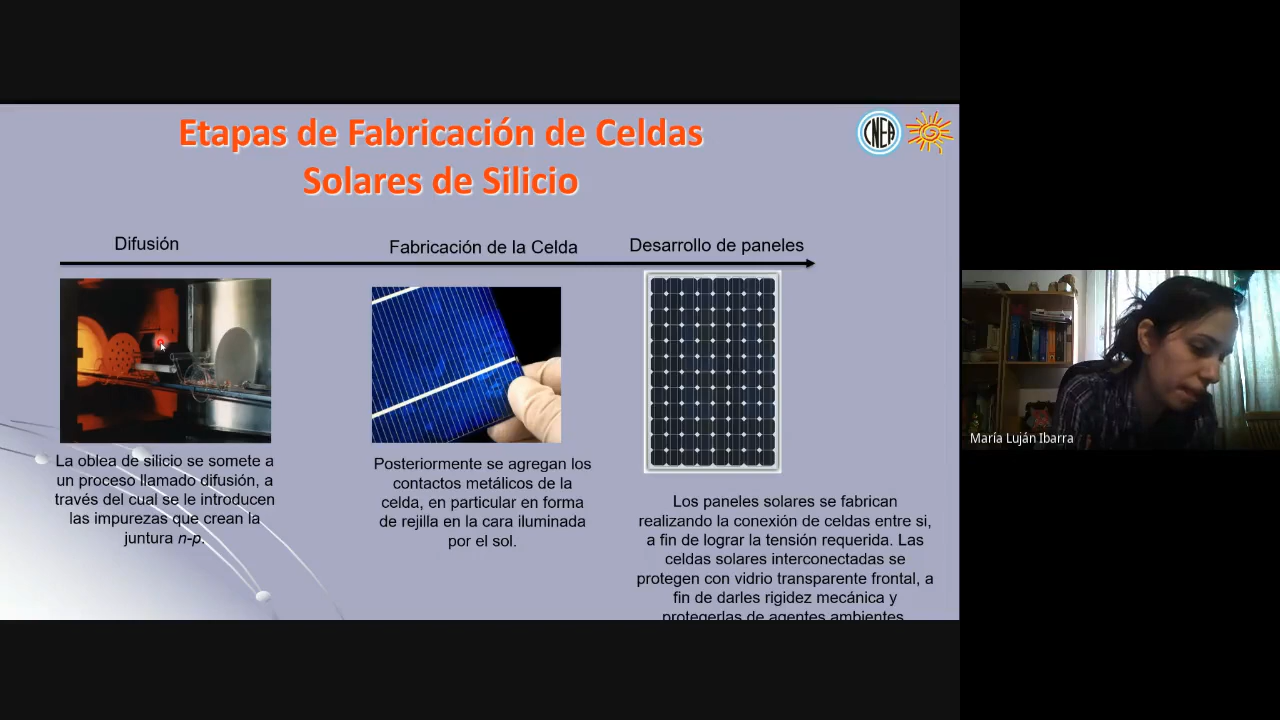 Etapas de Fabricación de Celdas
Solares de Silicio
CNEA
Difusión
Fabricación de la Celda
Desarrollo de paneles
La oblea de silicio se somete a
un proceso llamado difusión, a
través del cual se le introducen
las impurezas que crean la
juntura n-p.
Posteriormente se agregan los
contactos metálicos de la
celda, en particular en forma
de rejilla en la cara iluminada
por el sol.
Los paneles solares se fabrican
realizando la conexión de celdas entre si,
a fin de lograr la tensión requerida. Las
celdas solares interconectadas se
protegen con vidrio transparente frontal, a
fin de darles rigidez mecánica y
protegerlas de agentes ambientes
María Luján Ibarra